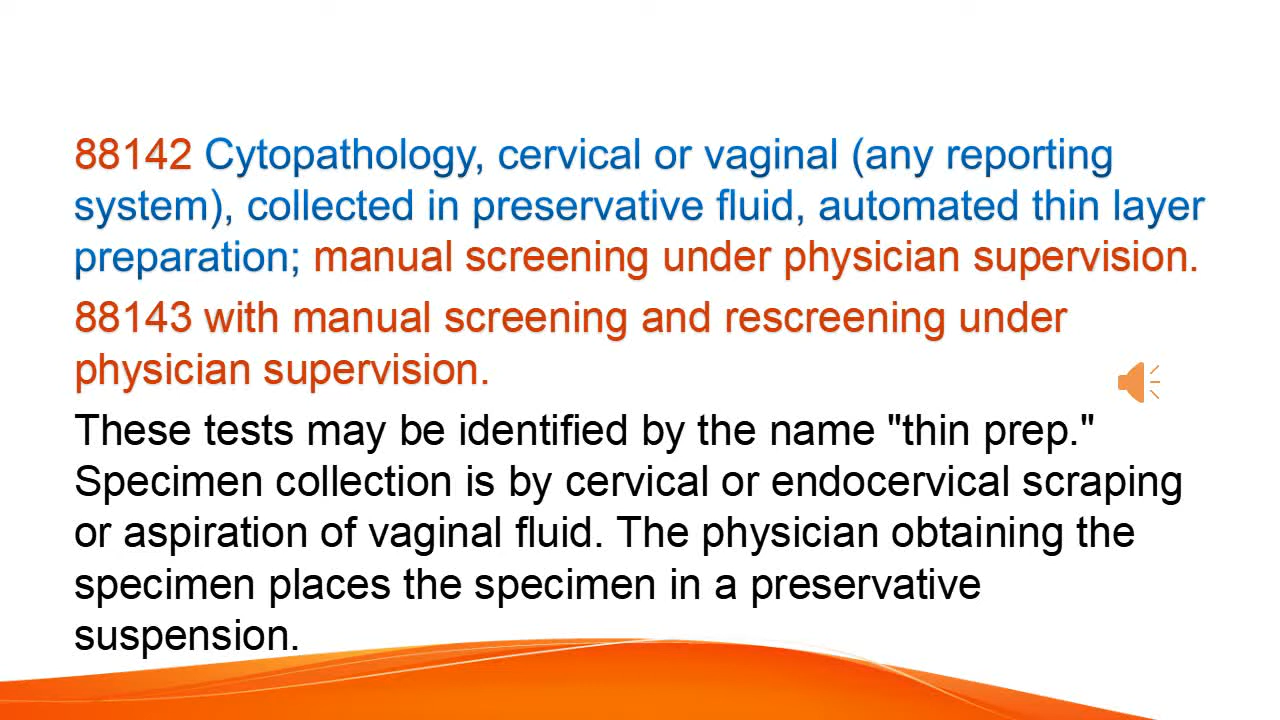 88142 Cytopathology, cervical or vaginal (any reporting
system), collected in preservative fluid, automated thin layer
preparation; manual screening under physician supervision.
88143 with manual screening and rescreening under
physician supervision.
These tests may be identified by the name "thin prep."
Specimen collection is by cervical or endocervical scraping
or aspiration of vaginal fluid. The physician obtaining the
specimen places the specimen in a preservative
suspension.